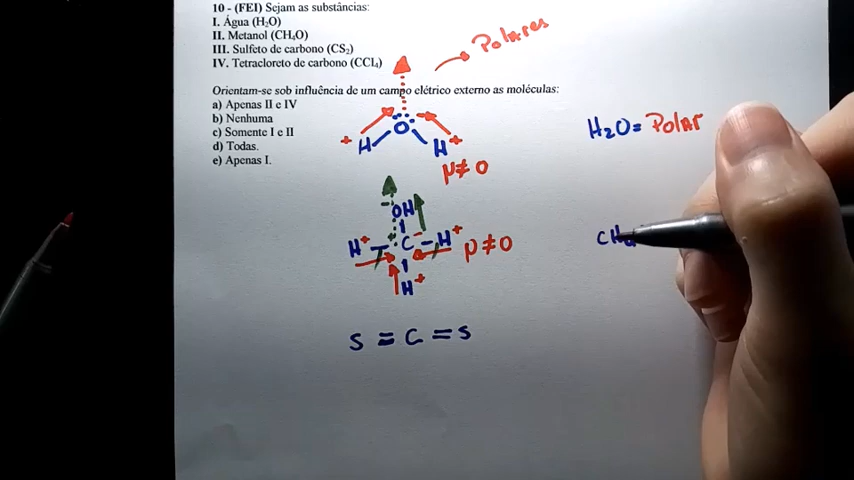 10 - (FEI) Sejam as substâncias:
I. Água (H₂O)
II. Metanol (CH₄O)
III. Sulfeto de carbono (CS₂)
IV. Tetracloreto de carbono (CCl₄)
Orientam-se sob influência de um campo elétrico externo as moléculas:
a) Apenas II e IV
b) Nenhuma
c) Somente I e II
d) Todas.
e) Apenas I.
Polares
O
+ H H +
μ ≠ 0
H₂O = Polar
- OH
H+ - C - H+ μ ≠ 0
H+
S = C = S